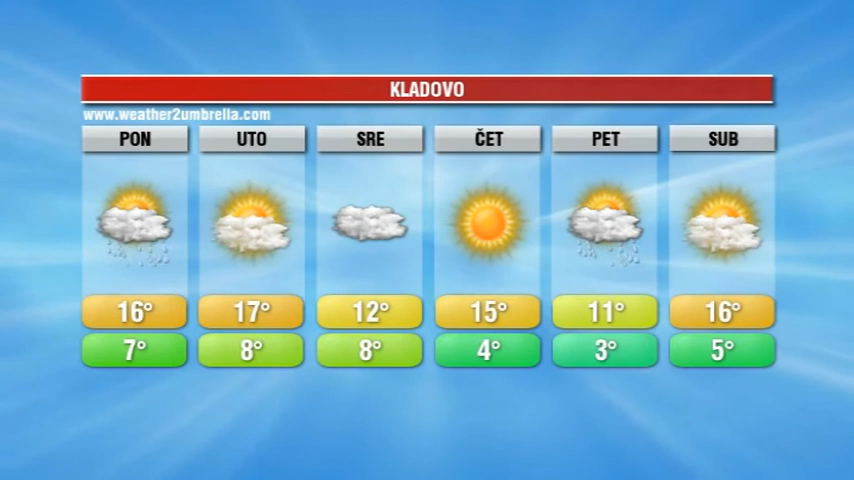 KLADOVO
www.weather2umbrella.com
PON UTO SRE ČET PET SUB
16° 17° 12° 15° 11° 16°
7° 8° 8° 4° 3° 5°